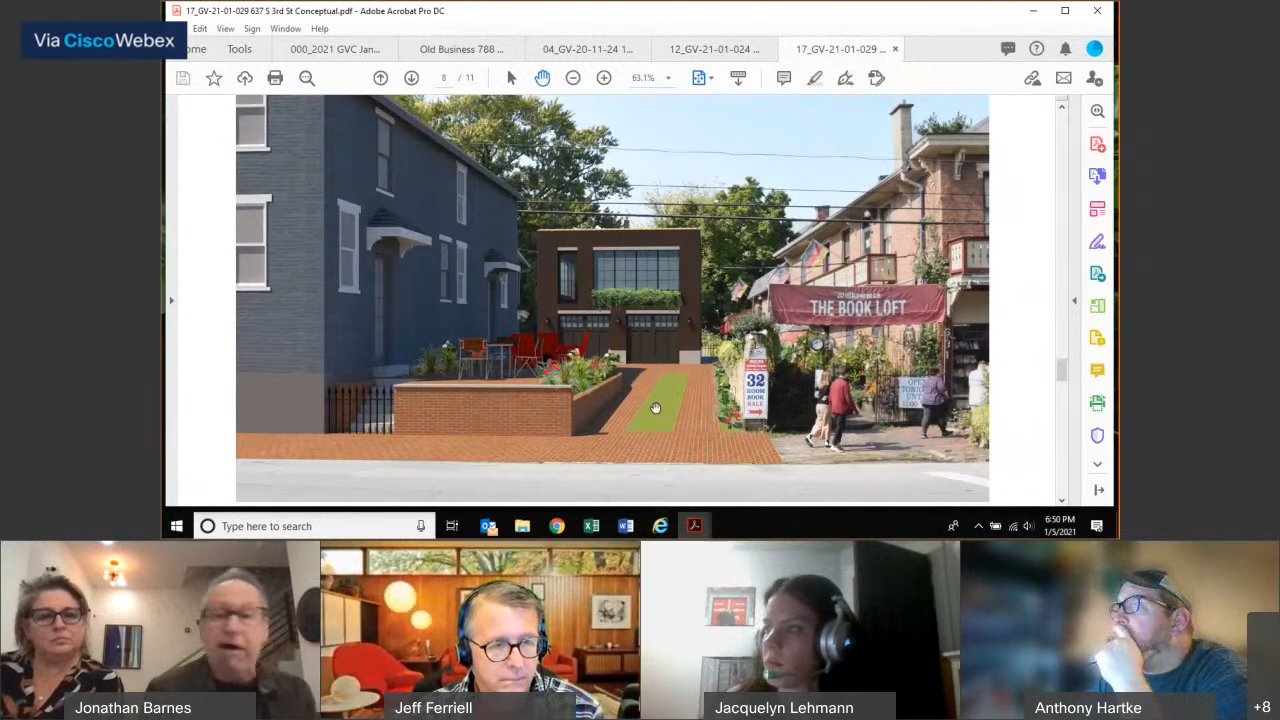 17_GV-21-01-029 637 S 3rd St Conceptual.pdf - Adobe Acrobat Pro DC
Via Cisco Webex
Edit View Sign Window Help
ome Tools 000_2021 GVC Jan... Old Business 788 ... 04_GV-20-11-24 1... 12_GV-21-01-024 ... 17_GV-21-01-029 ... ×
8 / 11 63.1%
THE BOOK LOFT
631
32
ROOM
BOOK
SALE
OPEN
Type here to search
6:50 PM
1/5/2021
Jonathan Barnes
Jeff Ferriell
Jacquelyn Lehmann
Anthony Hartke
+8